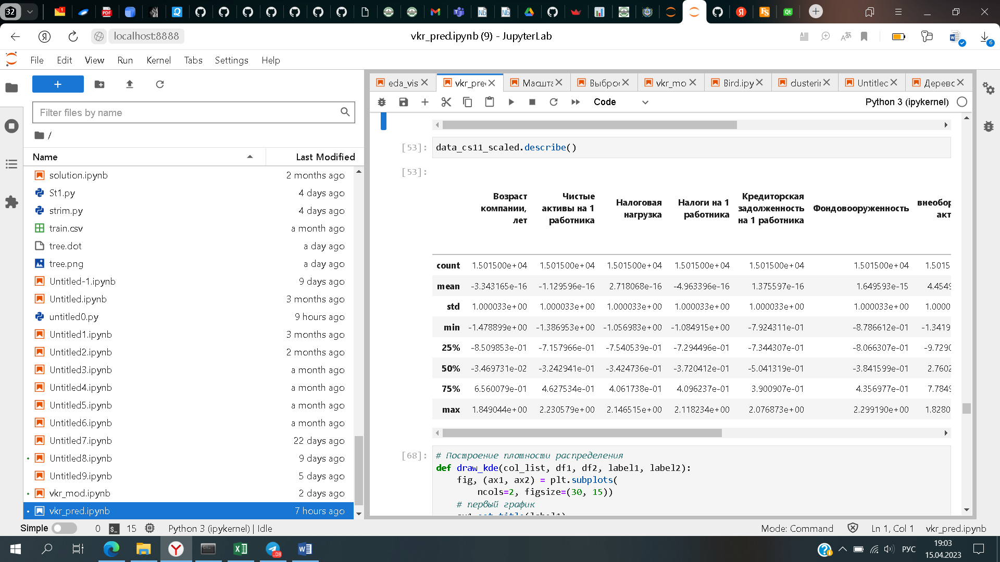 32
localhost:8888
vkr_pred.ipynb (9) - JupyterLab
6
File Edit View Run Kernel Tabs Settings Help
eda_vis
vkr_pre
Масшта
Выброс
vkr_mo
Bird.ipy
clusterir
Untitlec
Дерево
Code
Python 3 (ipykernel)
Filter files by name
/
Name Last Modified
solution.ipynb 2 months ago
St1.py 4 days ago
strim.py 4 days ago
train.csv a month ago
tree.dot a day ago
tree.png a day ago
Untitled-1.ipynb 9 days ago
Untitled.ipynb 3 months ago
untitled0.py 9 hours ago
Untitled1.ipynb 3 months ago
Untitled2.ipynb 2 months ago
Untitled3.ipynb a month ago
Untitled4.ipynb a month ago
Untitled5.ipynb a month ago
Untitled6.ipynb a month ago
Untitled7.ipynb 22 days ago
Untitled8.ipynb 9 days ago
Untitled9.ipynb 5 days ago
vkr_mod.ipynb 2 days ago
vkr_pred.ipynb 7 hours ago
[53]: data_cs11_scaled.describe()
[53]:
Возраст компании, лет Чистые активы на 1 работника Налоговая нагрузка Налоги на 1 работника Кредиторская задолженность на 1 работника Фондовооруженность внеобор акт
count 1.501500e+04 1.501500e+04 1.501500e+04 1.501500e+04 1.501500e+04 1.501500e+04 1.5015
mean -3.343165e-16 -1.129596e-16 2.718068e-16 -4.963396e-16 1.375597e-16 1.649593e-15 4.4549
std 1.000033e+00 1.000033e+00 1.000033e+00 1.000033e+00 1.000033e+00 1.000033e+00 1.0000
min -1.478899e+00 -1.386953e+00 -1.056983e+00 -1.084915e+00 -7.924311e-01 -8.786612e-01 -1.3419
25% -8.509853e-01 -7.157966e-01 -7.540539e-01 -7.294496e-01 -7.344307e-01 -8.066307e-01 -9.7290
50% -3.469731e-02 -3.242941e-01 -3.424736e-01 -3.720412e-01 -5.041319e-01 -3.841599e-01 2.7602
75% 6.560079e-01 4.627534e-01 4.061738e-01 4.096237e-01 3.900907e-01 4.356977e-01 7.7849
max 1.849044e+00 2.230579e+00 2.146515e+00 2.118234e+00 2.076873e+00 2.299190e+00 1.8280
[68]: # Построение плотности распределения
def draw_kde(col_list, df1, df2, label1, label2):
fig, (ax1, ax2) = plt.subplots(
ncols=2, figsize=(30, 15))
# первый график
Simple 0 15 Python 3 (ipykernel) | Idle
Mode: Command Ln 1, Col 1 vkr_pred.ipynb
РУС
19:03
15.04.2023